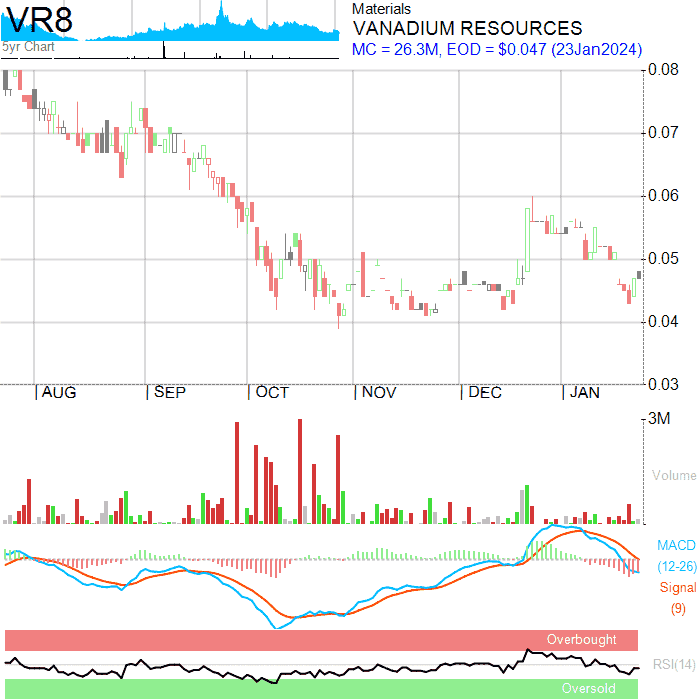 VR8
5yr Chart
Materials
VANADIUM RESOURCES
MC = 26.3M, EOD = $0.047 (23Jan2024)
0.08
0.07
0.06
0.05
0.04
0.03
|AUG |SEP |OCT |NOV |DEC |JAN
3M
Volume
MACD
(12-26)
Signal
(9)
Overbought
RSI(14)
Oversold